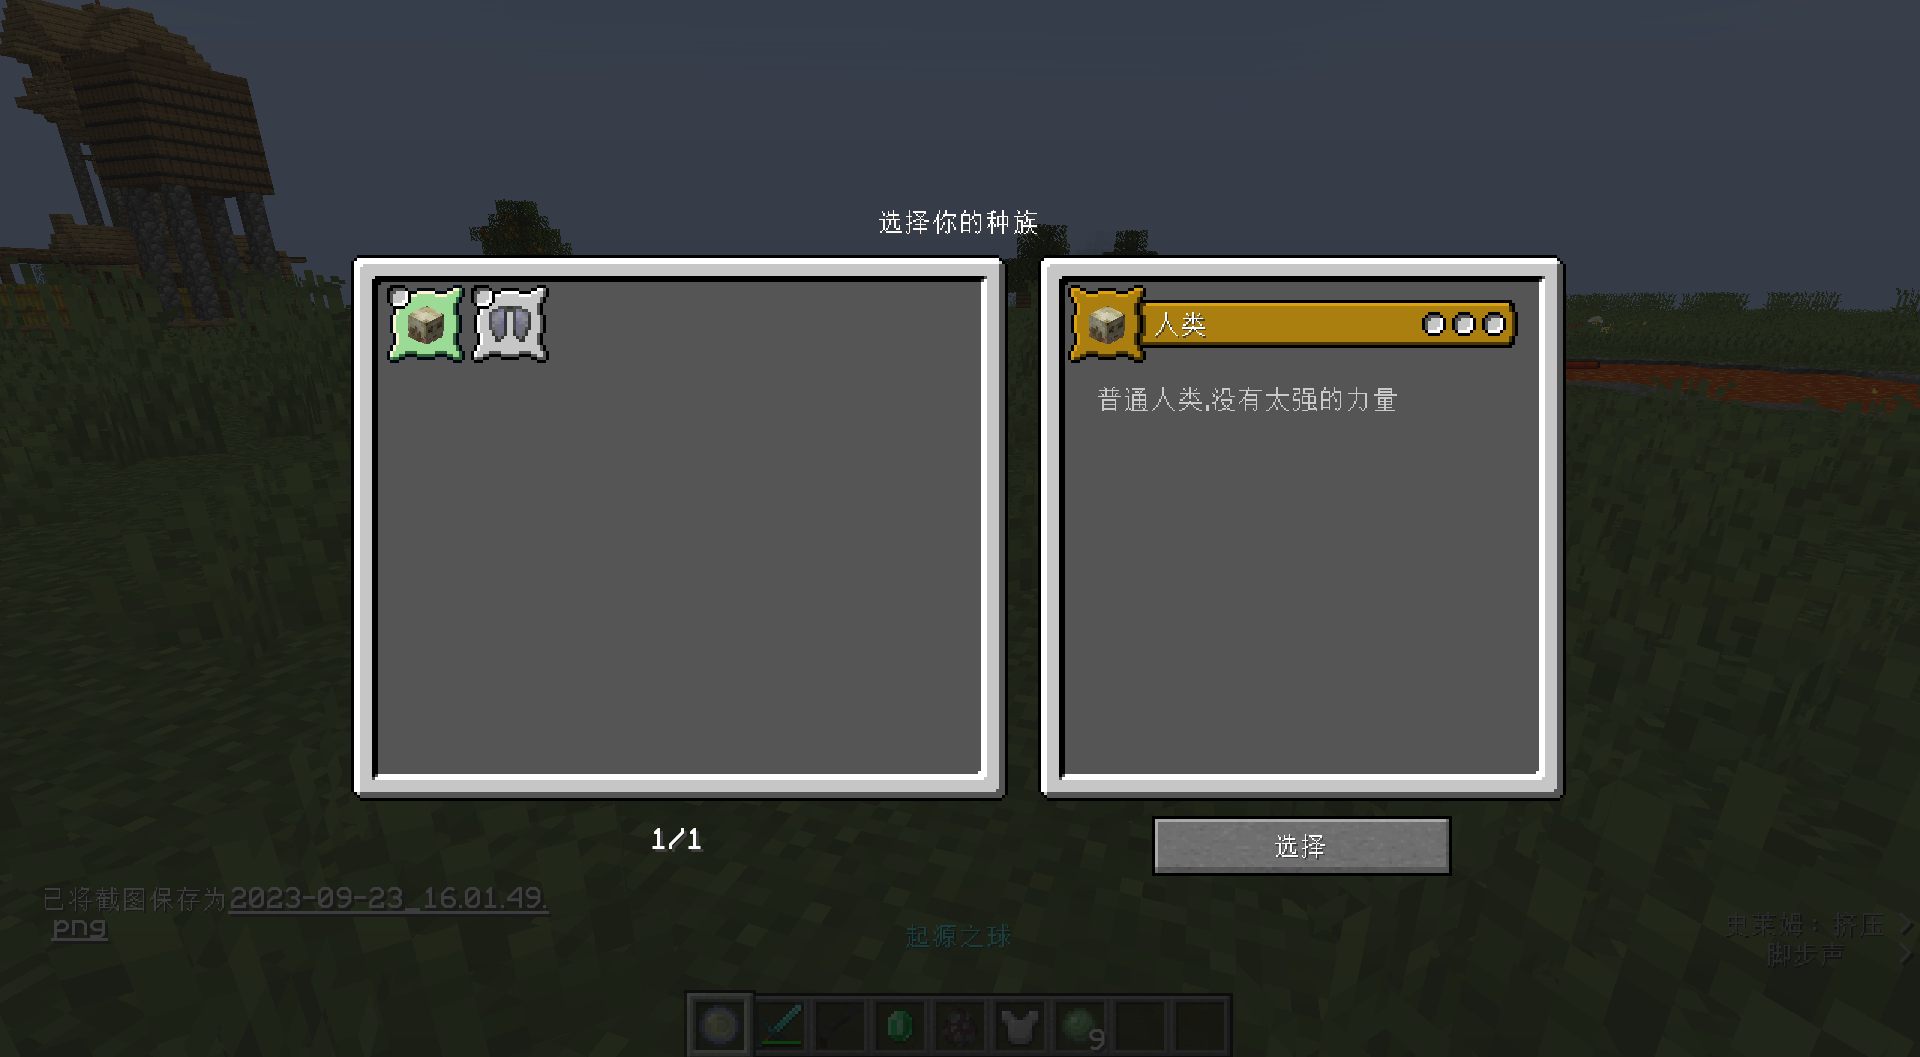 选择你的种族
人类
普通人类,没有太强的力量
1/1
选择
已将截图保存为2023-09-23_16.01.49.
png
起源之球
史莱姆：挤压 >
脚步声 >
9